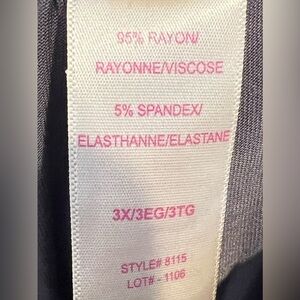 95% RAYON/
RAYONNE/VISCOSE
5% SPANDEX/
ELASTHANNE/ELASTANE
3X/3EG/3TG
STYLE# 8115
LOT#- 1106